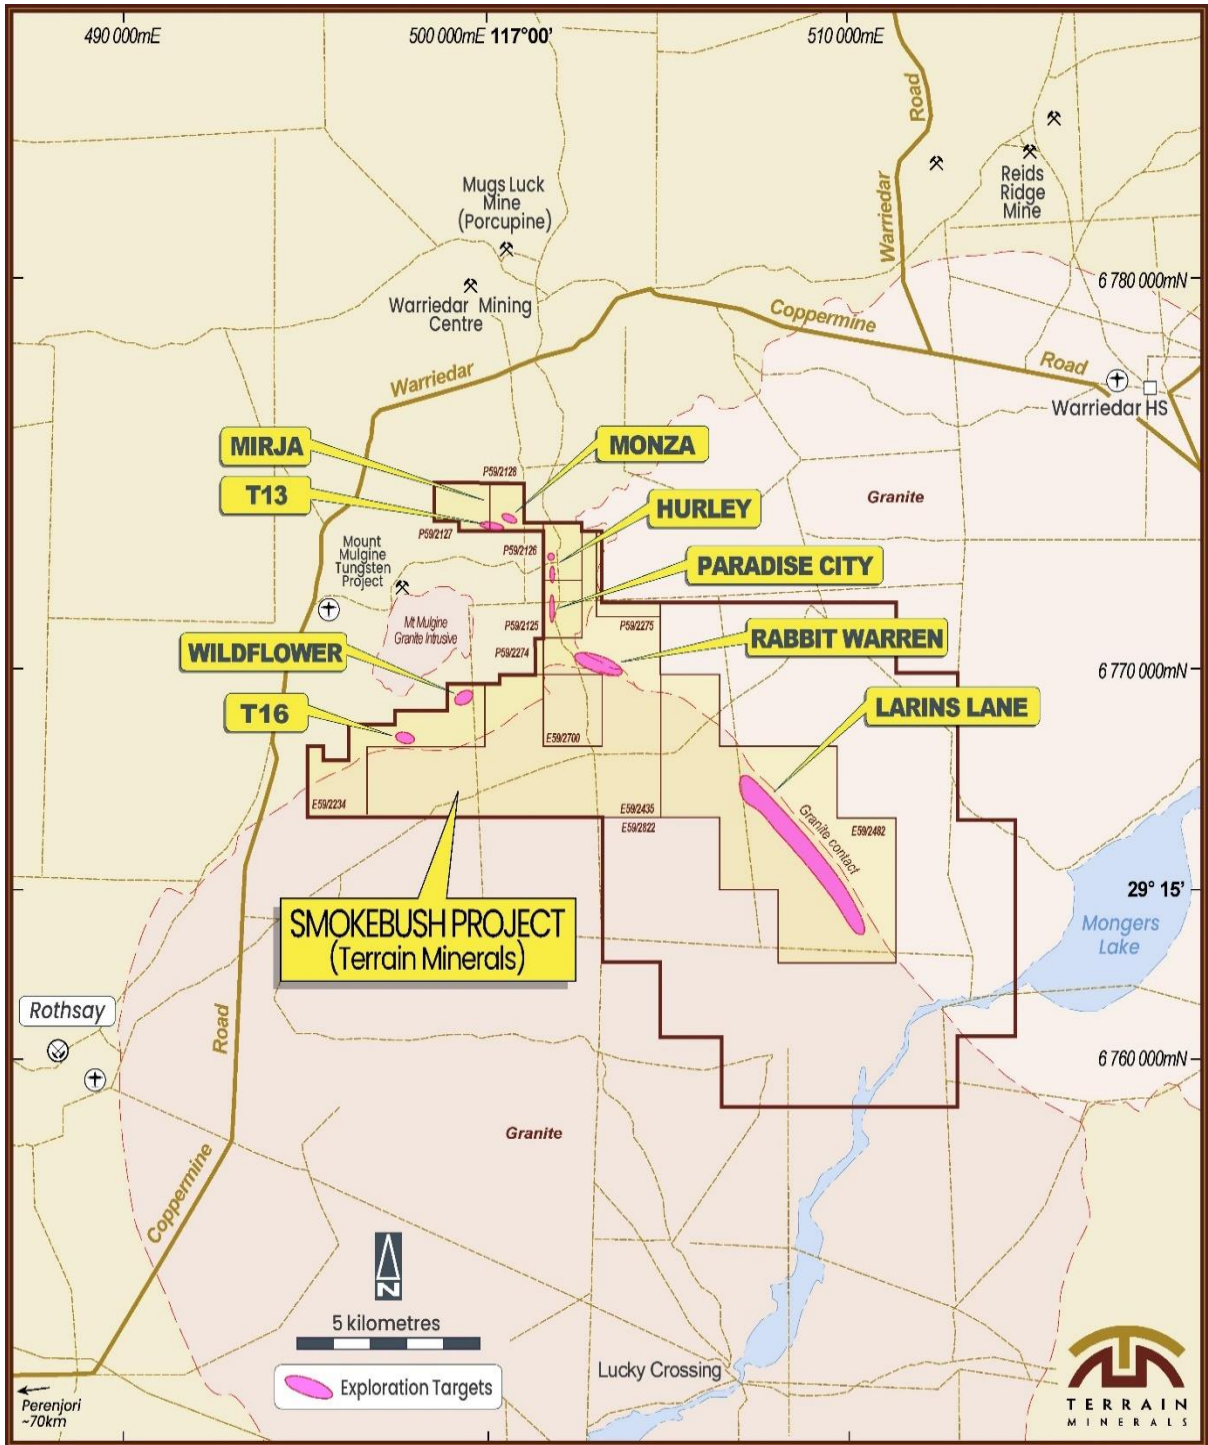 490 000mE
500 000mE 117°00'
510 000mE
Road
Warriedar
Reids
Ridge
Mine
Mugs Luck
Mine
(Porcupine)
6 780 000mN
Warriedar Mining
Centre
Coppermine
Road
Warriedar
Warriedar HS
MIRJA
MONZA
P59/2128
T13
HURLEY
Granite
P59/2127
P59/2126
Mount
Mulgine
Tungsten
Project
PARADISE CITY
Mt Mulgine
Granite Intrusive
P59/2125
P59/2275
RABBIT WARREN
WILDFLOWER
P59/2274
6 770 000mN
T16
LARINS LANE
E59/2700
E59/2234
E59/2435
E59/2822
Granite contact
E59/2482
29° 15'
SMOKEBUSH PROJECT
(Terrain Minerals)
Mongers
Lake
Rothsay
Road
6 760 000mN
Granite
Coppermine
N
5 kilometres
Exploration Targets
Lucky Crossing
Perenjori
~70km
TERRAIN
MINERALS